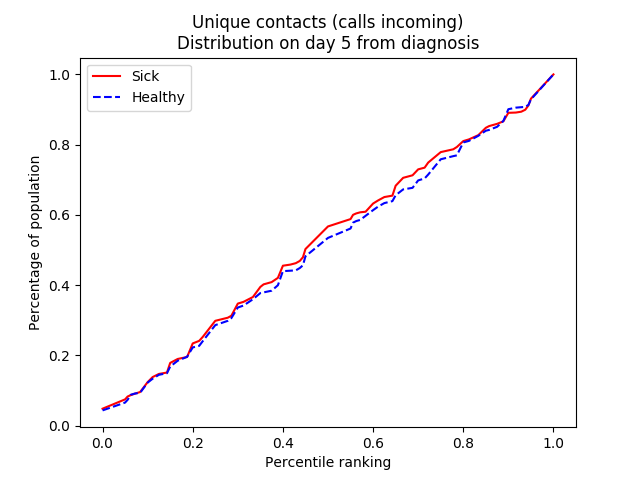 Unique contacts (calls incoming)
Distribution on day 5 from diagnosis
Sick
Healthy
1.0
0.8
0.6
0.4
0.2
0.0
Percentage of population
0.0 0.2 0.4 0.6 0.8 1.0
Percentile ranking